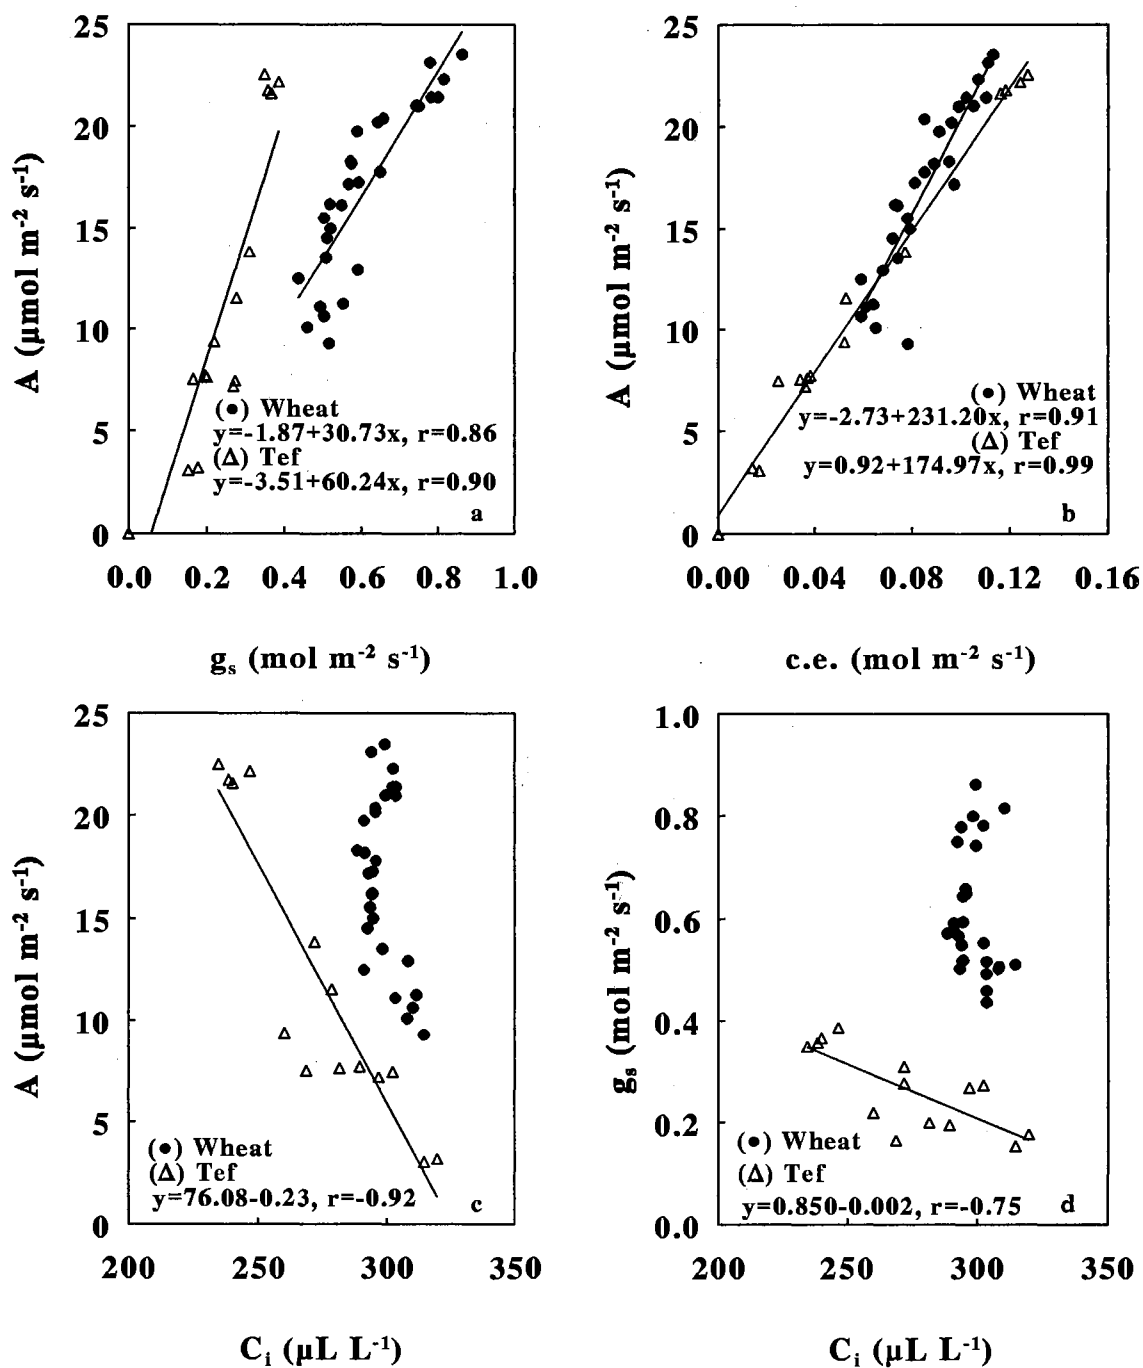 25
20
15
10
5
0
A (μmol m⁻² s⁻¹)
(●) Wheat
y=-1.87+30.73x, r=0.86
(Δ) Tef
y=-3.51+60.24x, r=0.90
a
0.0 0.2 0.4 0.6 0.8 1.0
gₛ (mol m⁻² s⁻¹)
25
20
15
10
5
0
A (μmol m⁻² s⁻¹)
(●) Wheat
y=-2.73+231.20x, r=0.91
(Δ) Tef
y=0.92+174.97x, r=0.99
b
0.00 0.04 0.08 0.12 0.16
c.e. (mol m⁻² s⁻¹)
25
20
15
10
5
0
A (μmol m⁻² s⁻¹)
(●) Wheat
(Δ) Tef
y=76.08-0.23, r=-0.92
c
200 250 300 350
Cᵢ (μL L⁻¹)
1.0
0.8
0.6
0.4
0.2
0.0
gₛ (mol m⁻² s⁻¹)
(●) Wheat
(Δ) Tef
y=0.850-0.002, r=-0.75
d
200 250 300 350
Cᵢ (μL L⁻¹)